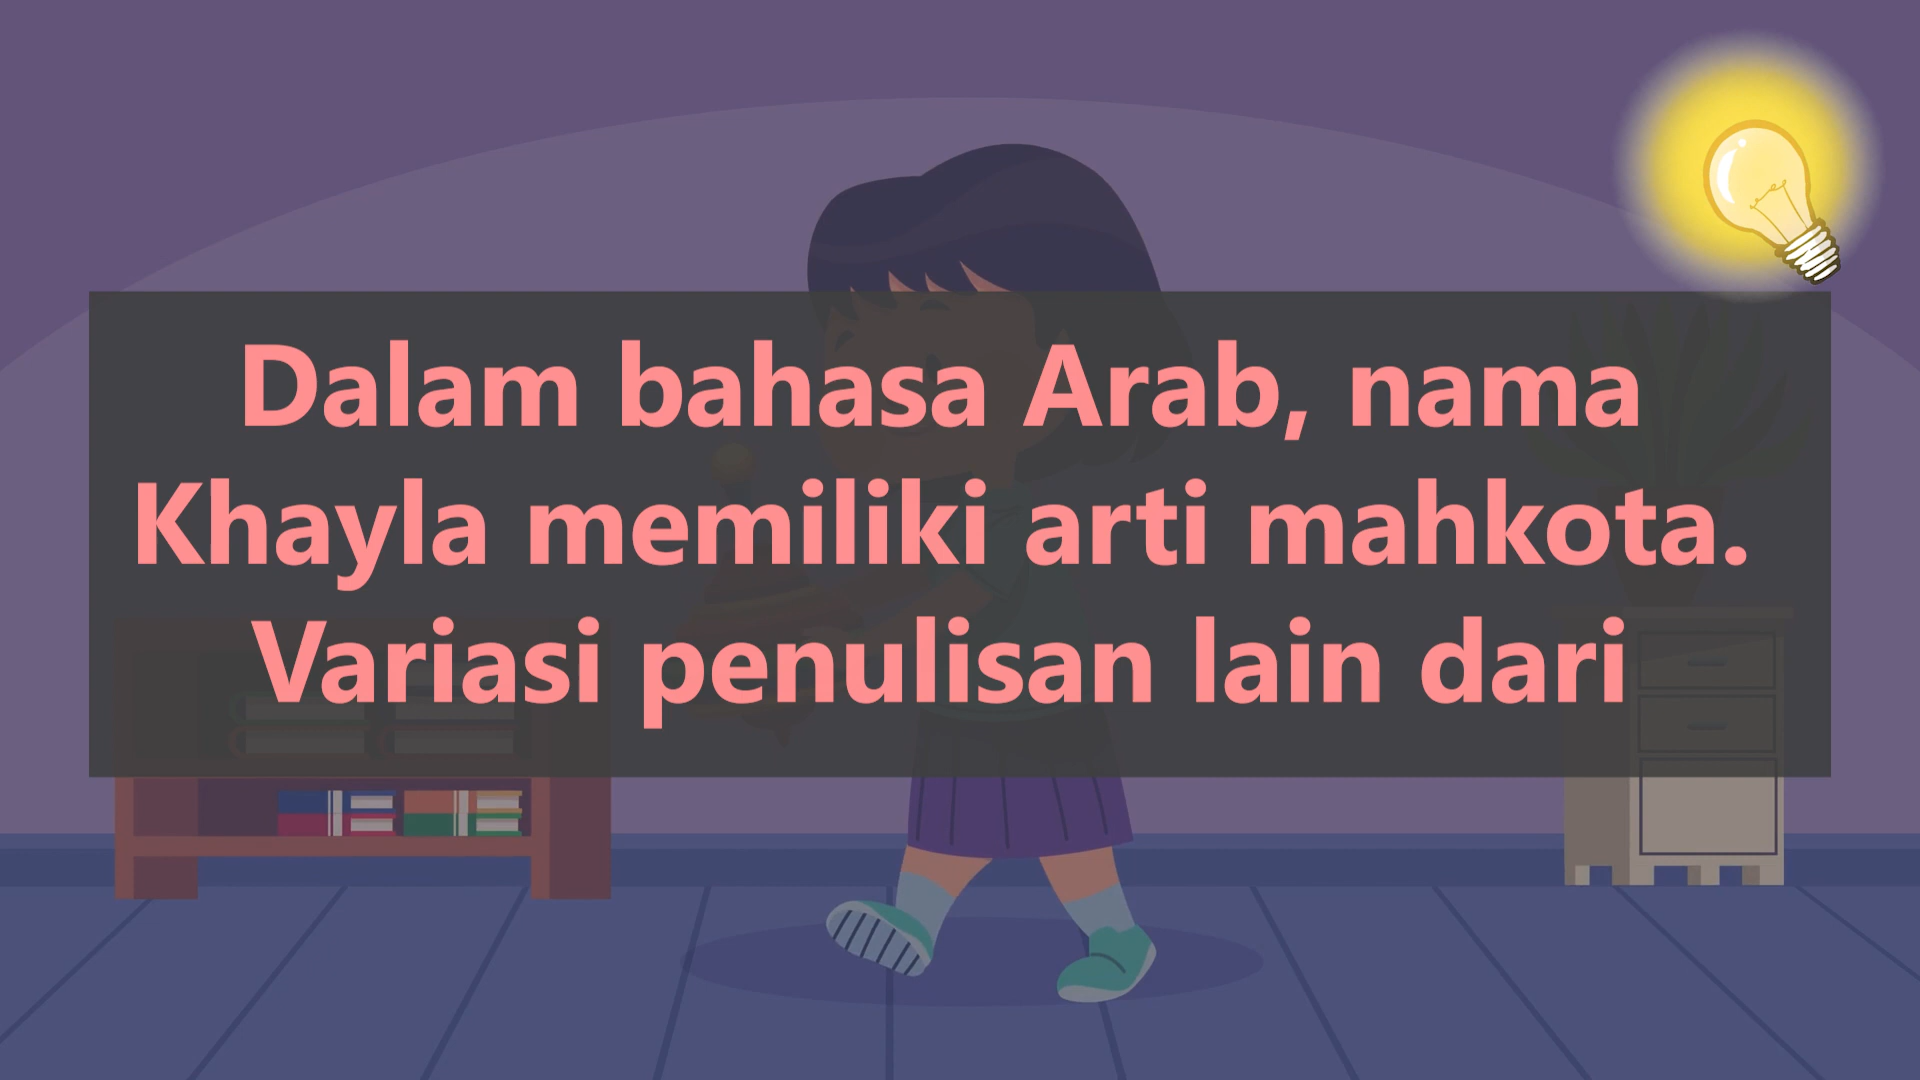 Dalam bahasa Arab, nama
Khayla memiliki arti mahkota.
Variasi penulisan lain dari